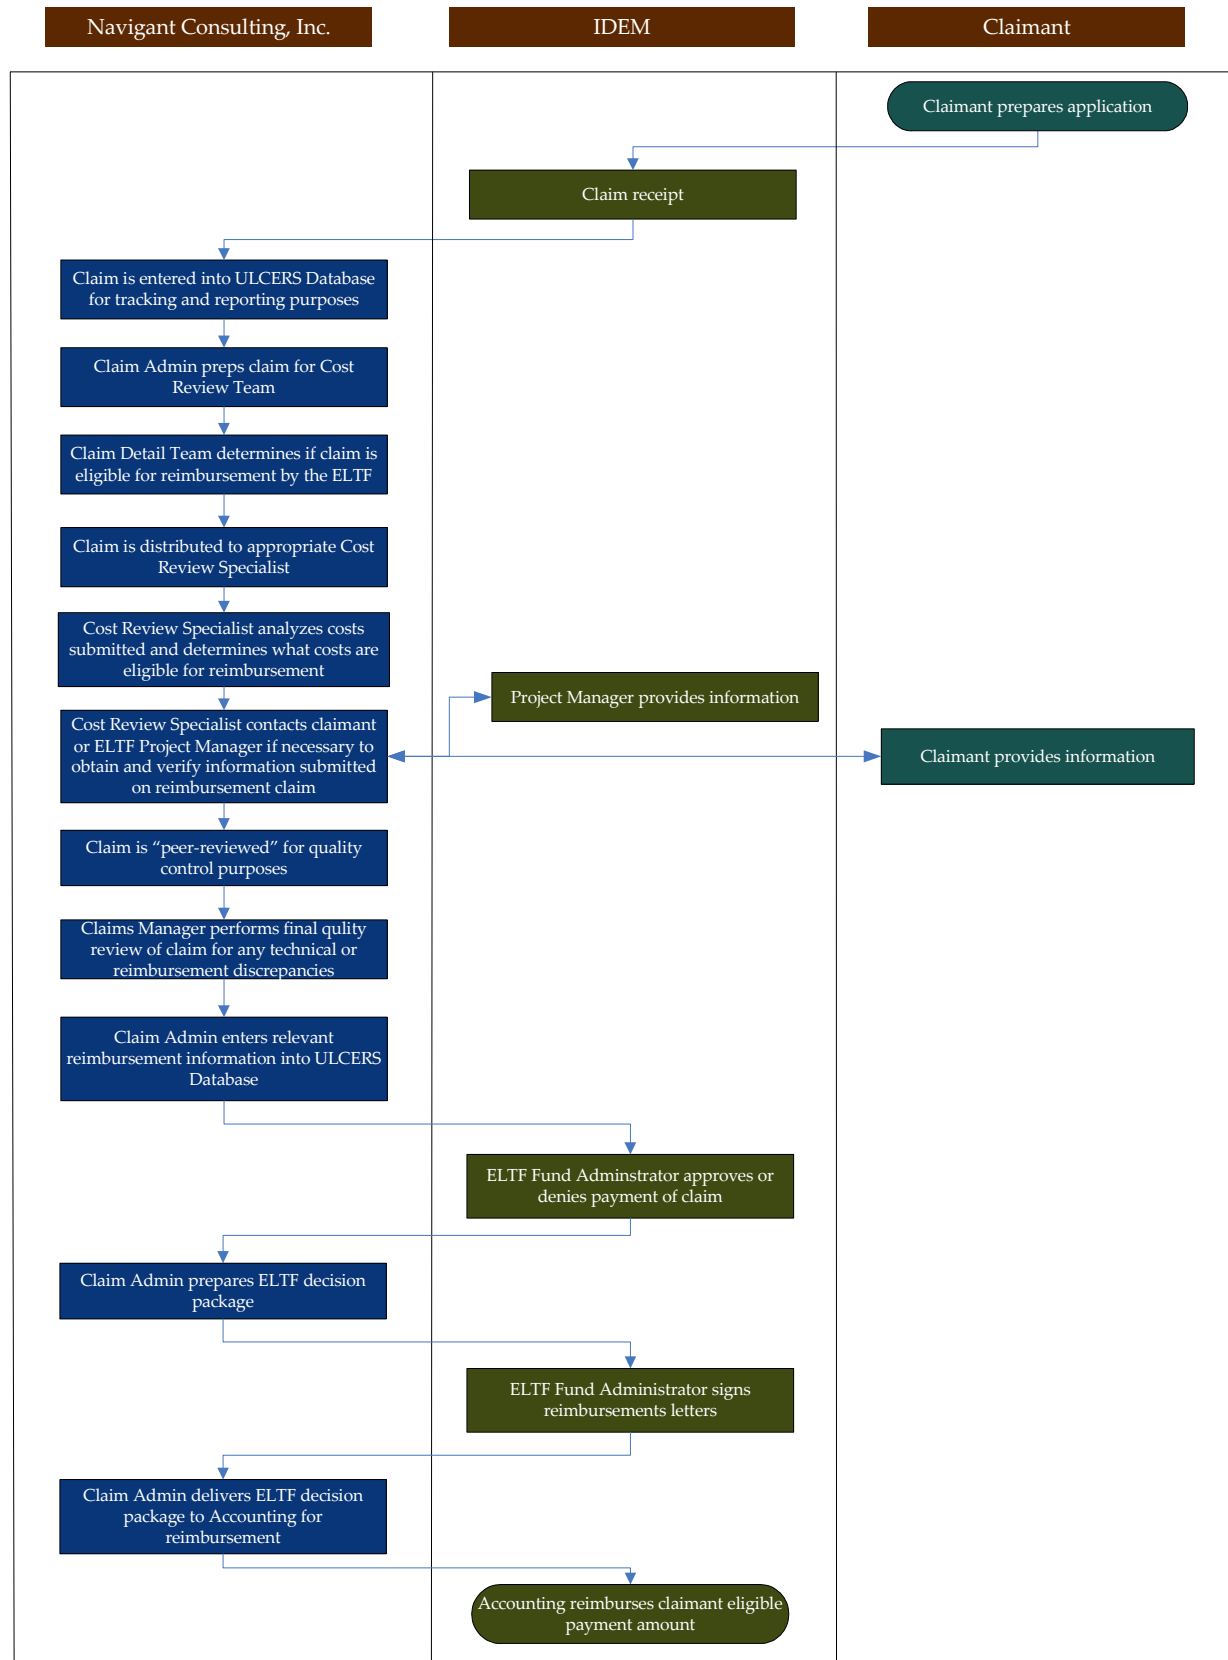 Navigant Consulting, Inc.
IDEM
Claimant
Claimant prepares application
Claim receipt
Claim is entered into ULCERS Database
for tracking and reporting purposes
Claim Admin preps claim for Cost
Review Team
Claim Detail Team determines if claim is
eligible for reimbursement by the ELTF
Claim is distributed to appropriate Cost
Review Specialist
Cost Review Specialist analyzes costs
submitted and determines what costs are
eligible for reimbursement
Project Manager provides information
Cost Review Specialist contacts claimant
or ELTF Project Manager if necessary to
obtain and verify information submitted
on reimbursement claim
Claimant provides information
Claim is “peer-reviewed” for quality
control purposes
Claims Manager performs final qulity
review of claim for any technical or
reimbursement discrepancies
Claim Admin enters relevant
reimbursement information into ULCERS
Database
ELTF Fund Adminstrator approves or
denies payment of claim
Claim Admin prepares ELTF decision
package
ELTF Fund Administrator signs
reimbursements letters
Claim Admin delivers ELTF decision
package to Accounting for
reimbursement
Accounting reimburses claimant eligible
payment amount